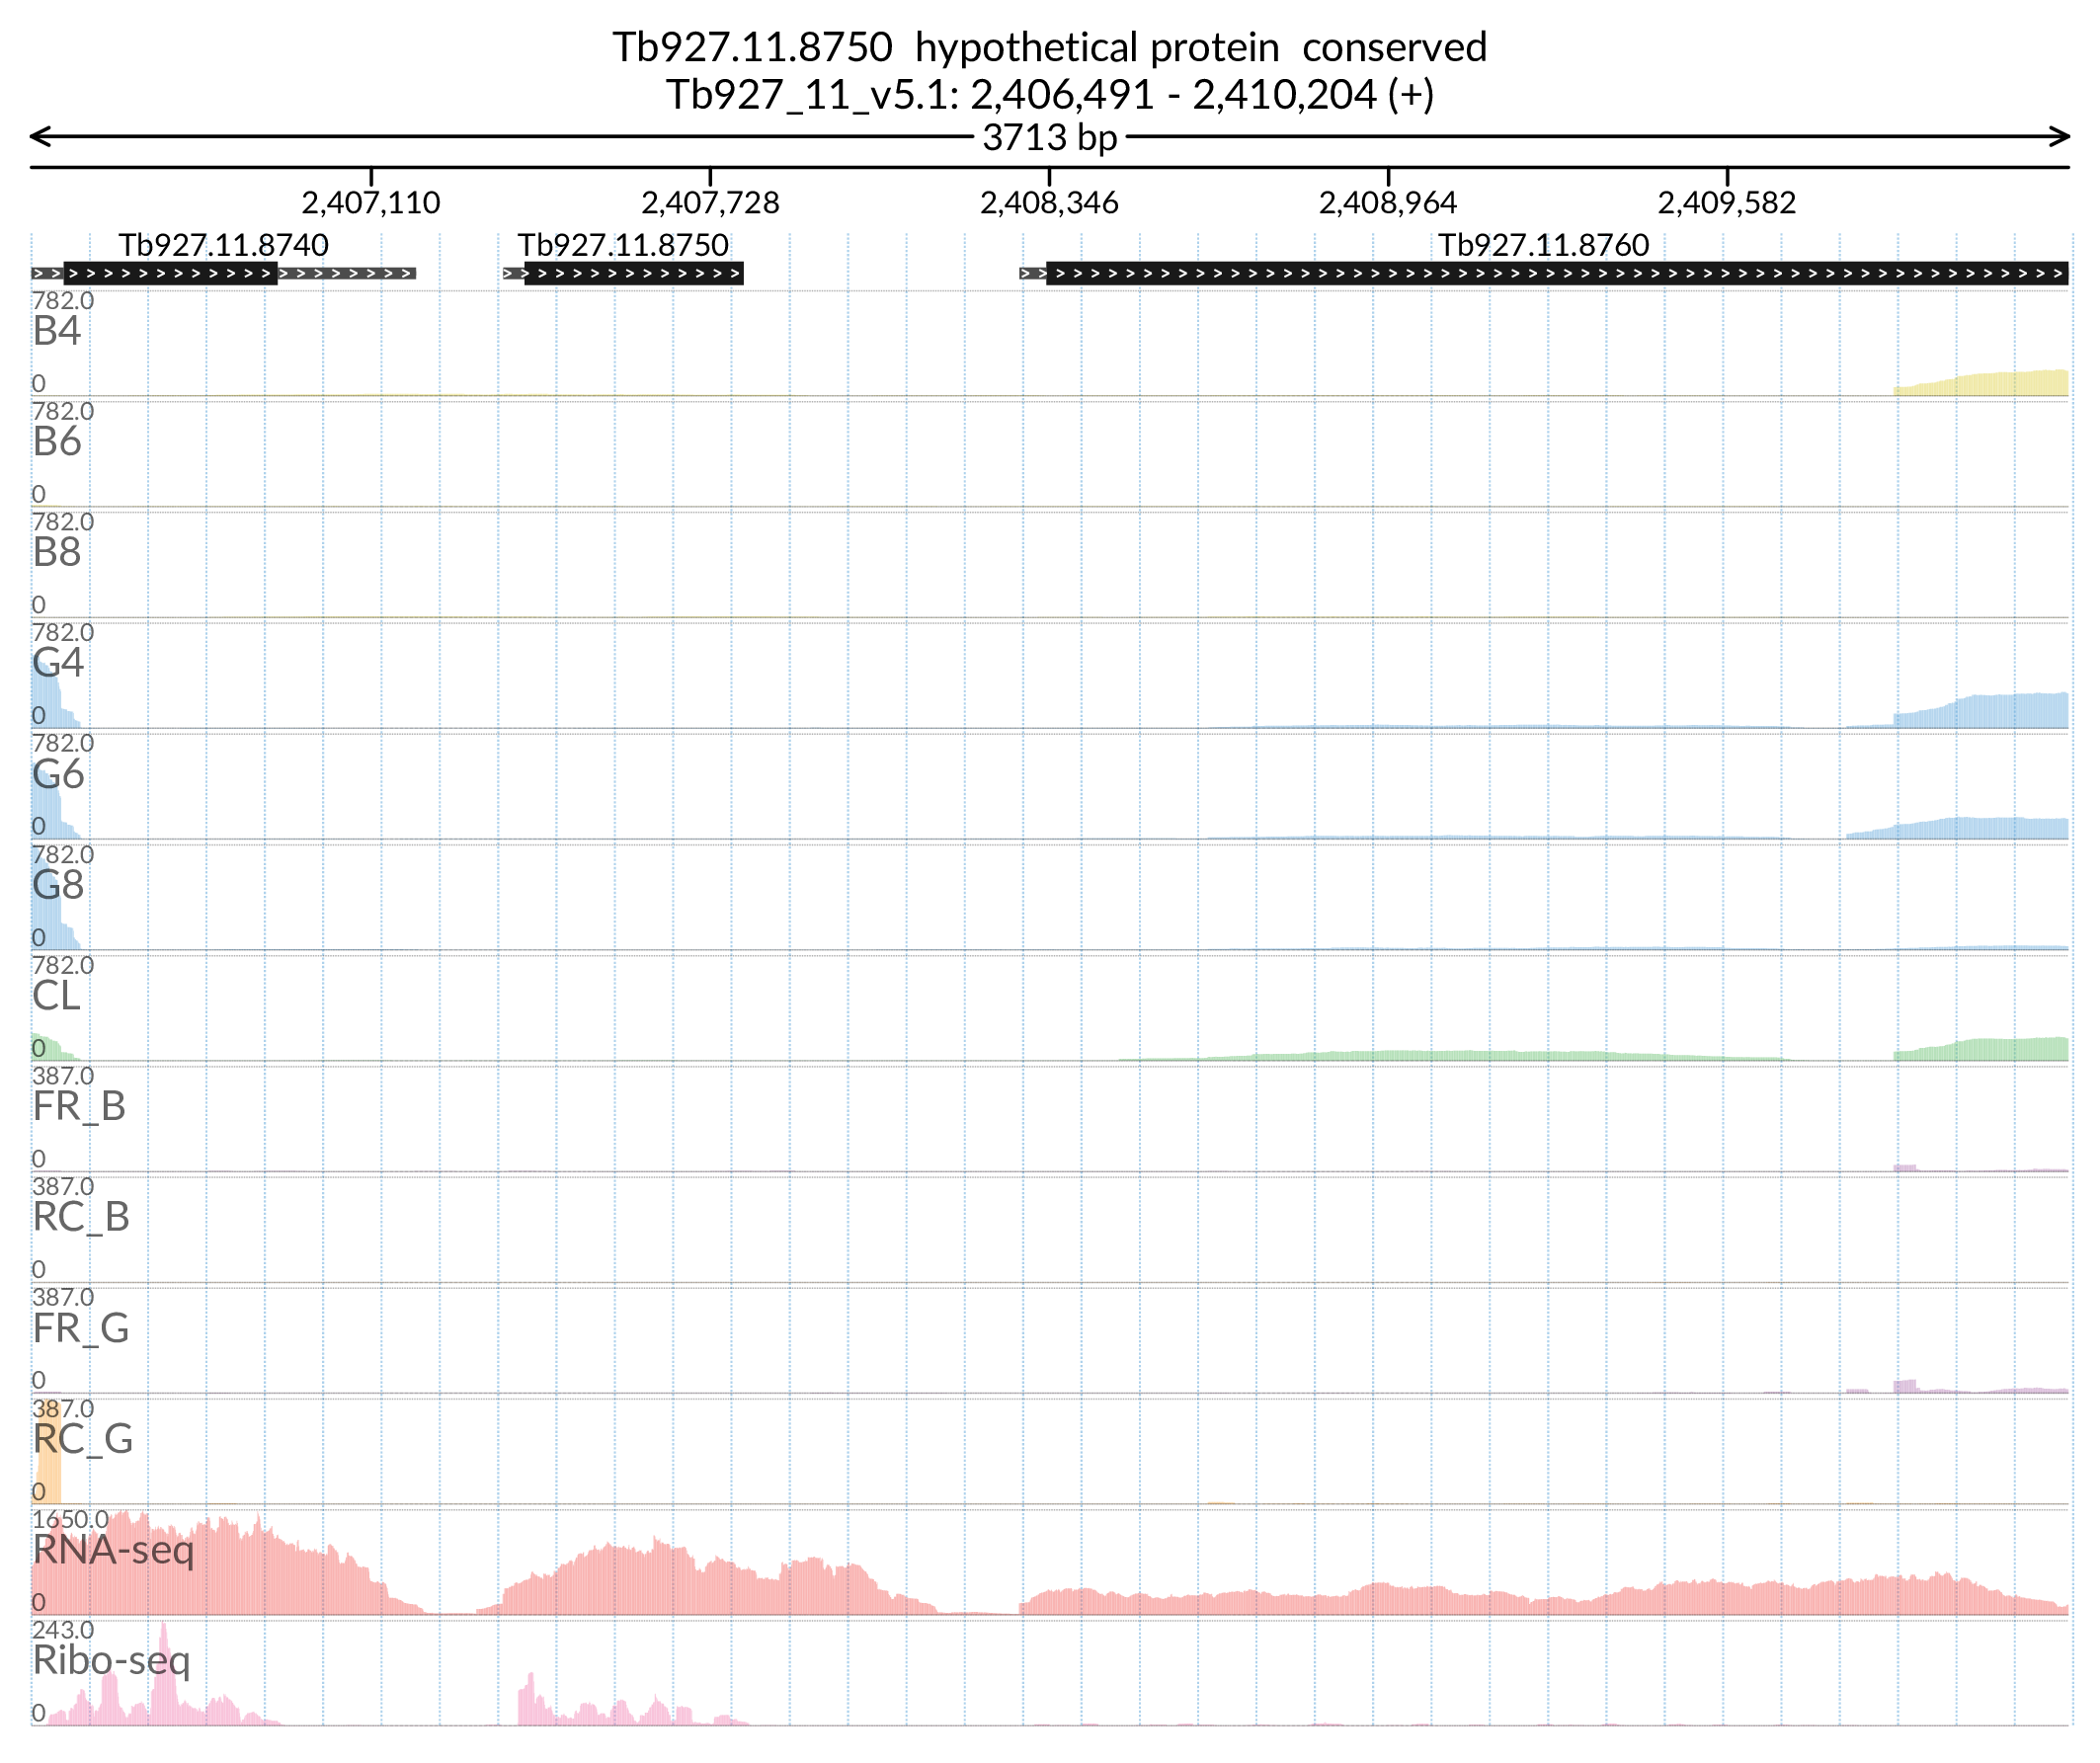 Tb927.11.8750 hypothetical protein conserved
Tb927_11_v5.1: 2,406,491 - 2,410,204 (+)
3713 bp
2,407,110 2,407,728 2,408,346 2,408,964 2,409,582
Tb927.11.8740 Tb927.11.8750 Tb927.11.8760
782.0
B4
0
782.0
B6
0
782.0
B8
0
782.0
G4
0
782.0
G6
0
782.0
G8
0
782.0
CL
0
387.0
FR_B
0
387.0
RC_B
0
387.0
FR_G
0
387.0
RC_G
0
1650.0
RNA-seq
0
243.0
Ribo-seq
0